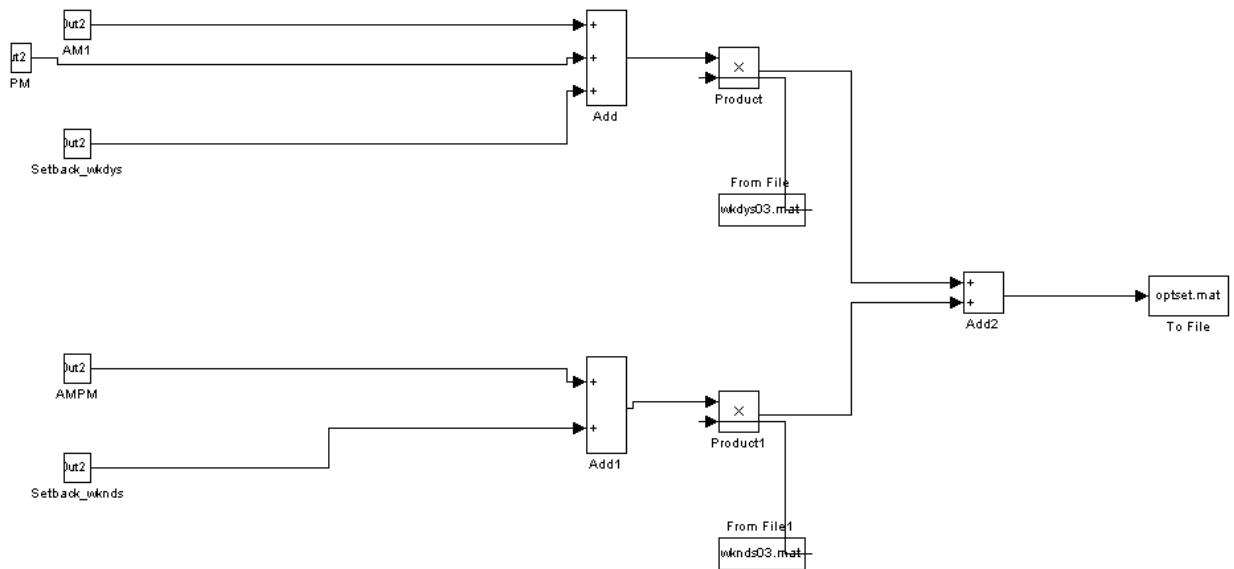 Out2
AM1
ut2
PM
Out2
Setback_wkdys
+
+
+
Add
×
Product
From File
wkdys03.mat
+
+
Add2
optset.mat
To File
Out2
AMPM
Out2
Setback_wknds
+
+
Add1
×
Product1
From File1
wknds03.mat